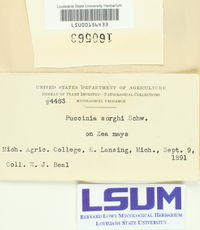 Louisiana State University
LSU00156433
160563
UNITED STATES DEPARTMENT OF AGRICULTURE
BUREAU OF PLANT INDUSTRY—PATHOLOGICAL COLLECTIONS
MYCOLOGICAL EXCHANGE
#4463
Puccinia sorghi Schw.
on Zea mays
Mich. Agric. College, E. Lansing, Mich., Sept. 9,
1891
Coll. W. J. Beal
LSUM
BERNARD LOWY MYCOLOGICAL HERBARIUM
LOUISIANA STATE UNIVERSITY